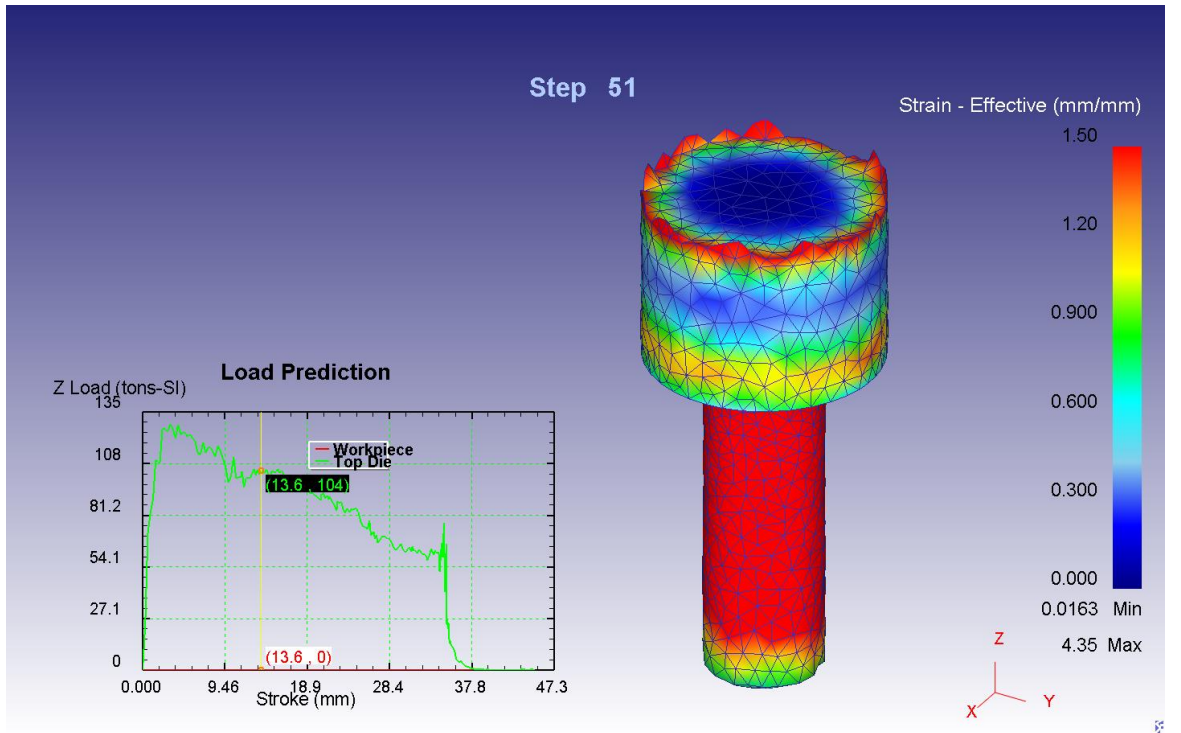 Step 51
Strain - Effective (mm/mm)
1.50
1.20
0.900
0.600
0.300
0.000
0.0163 Min
4.35 Max
Load Prediction
Z Load (tons-SI)
135
108
81.2
54.1
27.1
0
Workpiece
Top Die
(13.6 , 104)
(13.6 , 0)
0.000 9.46 18.9 28.4 37.8 47.3
Stroke (mm)
Z
X
Y